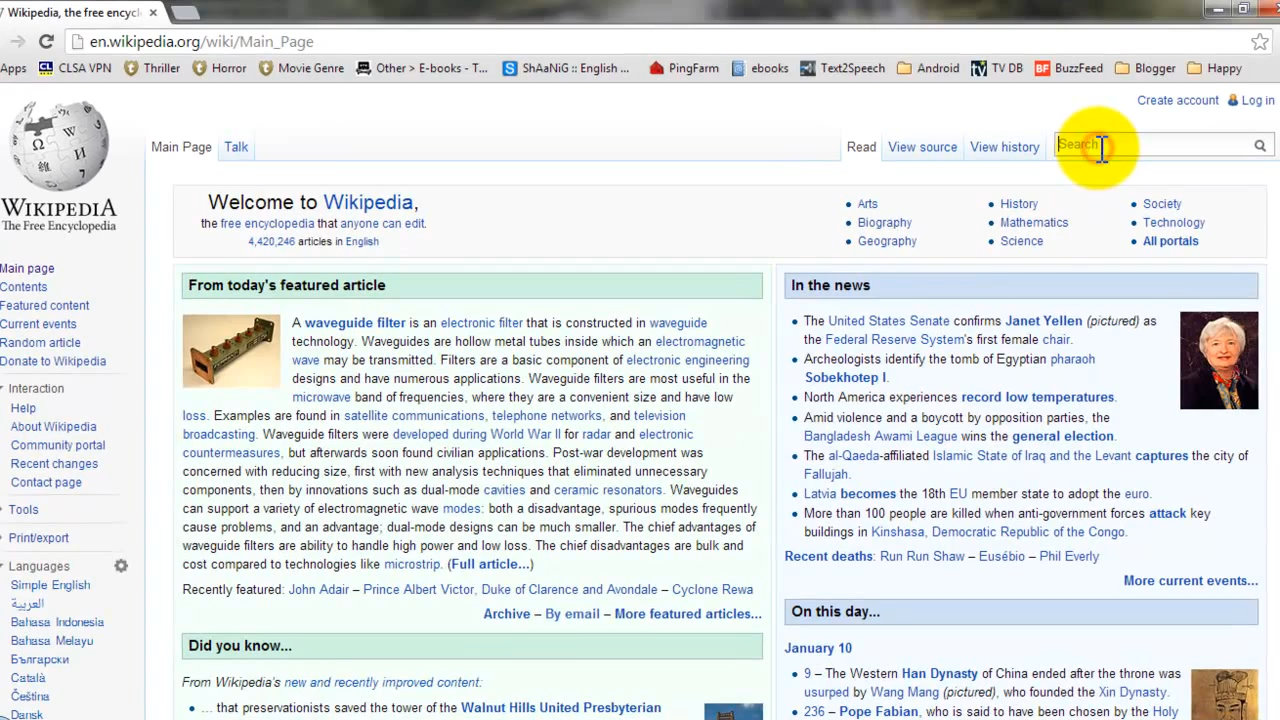 Wikipedia, the free encycl
en.wikipedia.org/wiki/Main_Page
Apps CLSA VPN Thriller Horror Movie Genre Other > E-books - T... ShAaNiG :: English ... PingFarm ebooks Text2Speech Android TV DB BuzzFeed Blogger Happy
Create account Log in
Main Page Talk Read View source View history Search
WIKIPEDIA
The Free Encyclopedia
Main page
Contents
Featured content
Current events
Random article
Donate to Wikipedia
Interaction
Help
About Wikipedia
Community portal
Recent changes
Contact page
Tools
Print/export
Languages
Simple English
العربية
Bahasa Indonesia
Bahasa Melayu
Български
Català
Čeština
Dansk
Welcome to Wikipedia,
the free encyclopedia that anyone can edit.
4,420,246 articles in English
Arts
Biography
Geography
History
Mathematics
Science
Society
Technology
All portals
From today's featured article
A waveguide filter is an electronic filter that is constructed in waveguide
technology. Waveguides are hollow metal tubes inside which an electromagnetic
wave may be transmitted. Filters are a basic component of electronic engineering
designs and have numerous applications. Waveguide filters are most useful in the
microwave band of frequencies, where they are a convenient size and have low
loss. Examples are found in satellite communications, telephone networks, and television
broadcasting. Waveguide filters were developed during World War II for radar and electronic
countermeasures, but afterwards soon found civilian applications. Post-war development was
concerned with reducing size, first with new analysis techniques that eliminated unnecessary
components, then by innovations such as dual-mode cavities and ceramic resonators. Waveguides
can support a variety of electromagnetic wave modes: both a disadvantage, spurious modes frequently
cause problems, and an advantage; dual-mode designs can be much smaller. The chief advantages of
waveguide filters are ability to handle high power and low loss. The chief disadvantages are bulk and
cost compared to technologies like microstrip. (Full article...)
Recently featured: John Adair – Prince Albert Victor, Duke of Clarence and Avondale – Cyclone Rewa
Archive – By email – More featured articles...
Did you know...
From Wikipedia's new and recently improved content:
... that preservationists saved the tower of the Walnut Hills United Presbyterian
In the news
The United States Senate confirms Janet Yellen (pictured) as
the Federal Reserve System's first female chair.
Archeologists identify the tomb of Egyptian pharaoh
Sobekhotep I.
North America experiences record low temperatures.
Amid violence and a boycott by opposition parties, the
Bangladesh Awami League wins the general election.
The al-Qaeda-affiliated Islamic State of Iraq and the Levant captures the city of
Fallujah.
Latvia becomes the 18th EU member state to adopt the euro.
More than 100 people are killed when anti-government forces attack key
buildings in Kinshasa, Democratic Republic of the Congo.
Recent deaths: Run Run Shaw – Eusébio – Phil Everly
More current events...
On this day...
January 10
9 – The Western Han Dynasty of China ended after the throne was
usurped by Wang Mang (pictured), who founded the Xin Dynasty.
236 – Pope Fabian, who is said to have been chosen by the Holy